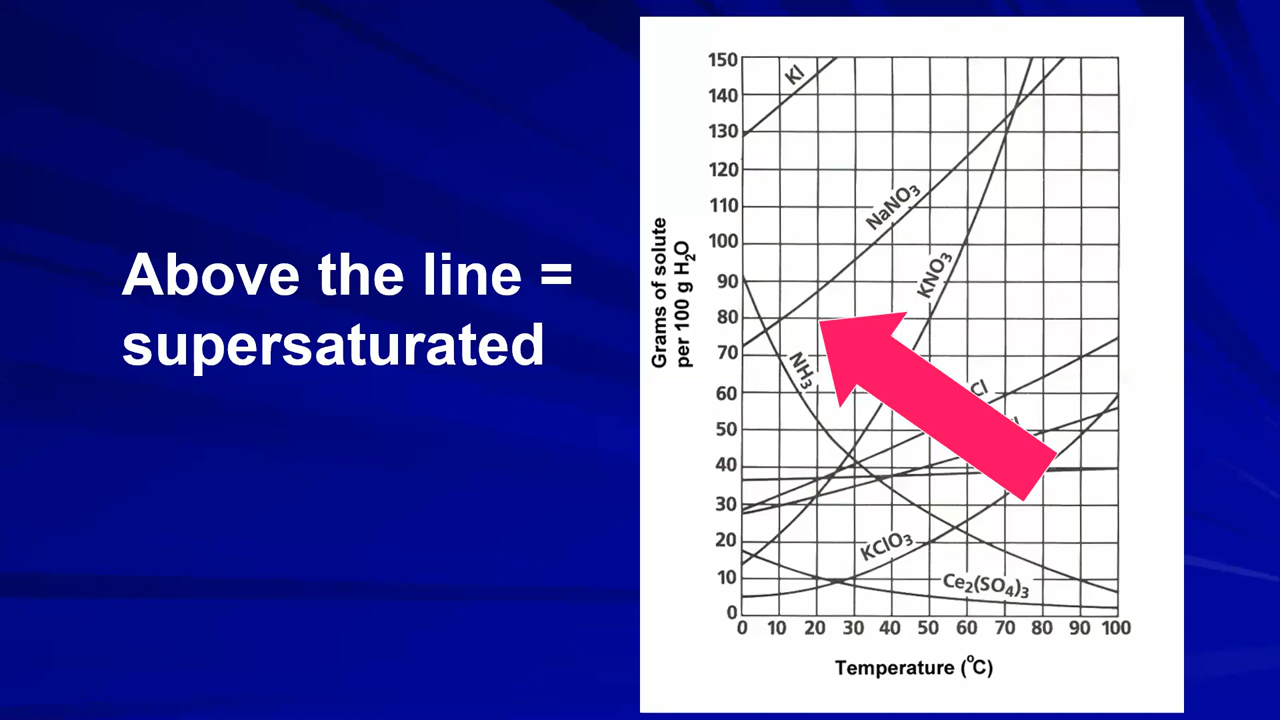 Above the line =
supersaturated
Grams of solute
per 100 g H₂O
150
140
130
120
110
100
90
80
70
60
50
40
30
20
10
0
KI
NaNO₃
KNO₃
NH₃
Cl
KClO₃
Ce₂(SO₄)₃
0 10 20 30 40 50 60 70 80 90 100
Temperature (°C)